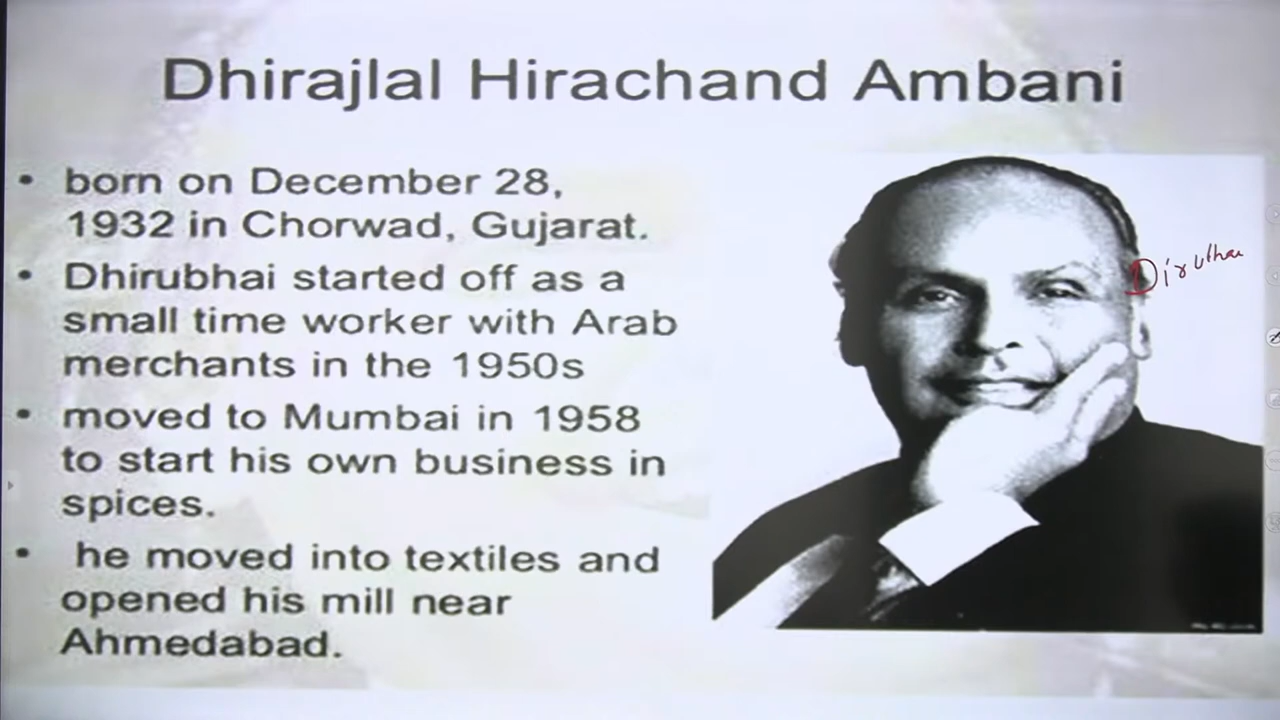 Dhirajlal Hirachand Ambani
• born on December 28,
1932 in Chorwad, Gujarat.
• Dhirubhai started off as a
small time worker with Arab
merchants in the 1950s
• moved to Mumbai in 1958
to start his own business in
spices.
• he moved into textiles and
opened his mill near
Ahmedabad.